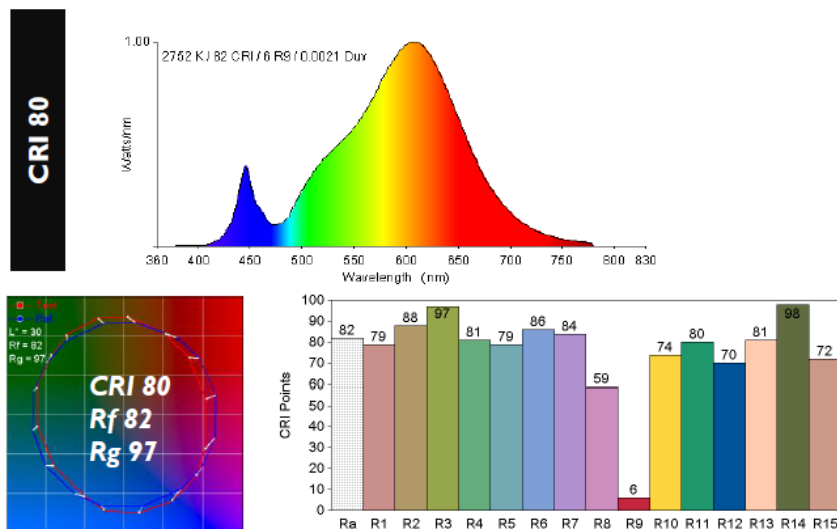 CRI 80
2752 K / 82 CRI / 6 R9 / 0.0021 Duv
1.00
Watts/nm
360 400 450 500 550 600 650 700 750 800 830
Wavelength (nm)
Test
Ref
L* = 30
Rf = 82
Rg = 97
CRI 80
Rf 82
Rg 97
CRI Points
100
90
80
70
60
50
40
30
20
10
0
82 79 88 97 81 79 86 84 59 6 74 80 70 81 98 72
Ra R1 R2 R3 R4 R5 R6 R7 R8 R9 R10 R11 R12 R13 R14 R15